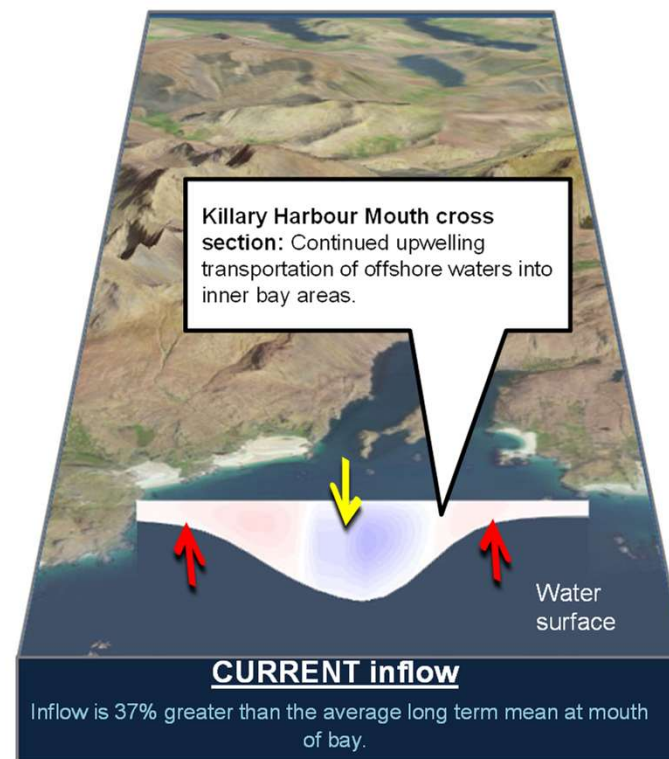 Killary Harbour Mouth cross
section: Continued upwelling
transportation of offshore waters into
inner bay areas.
Water
surface
CURRENT inflow
Inflow is 37% greater than the average long term mean at mouth
of bay.